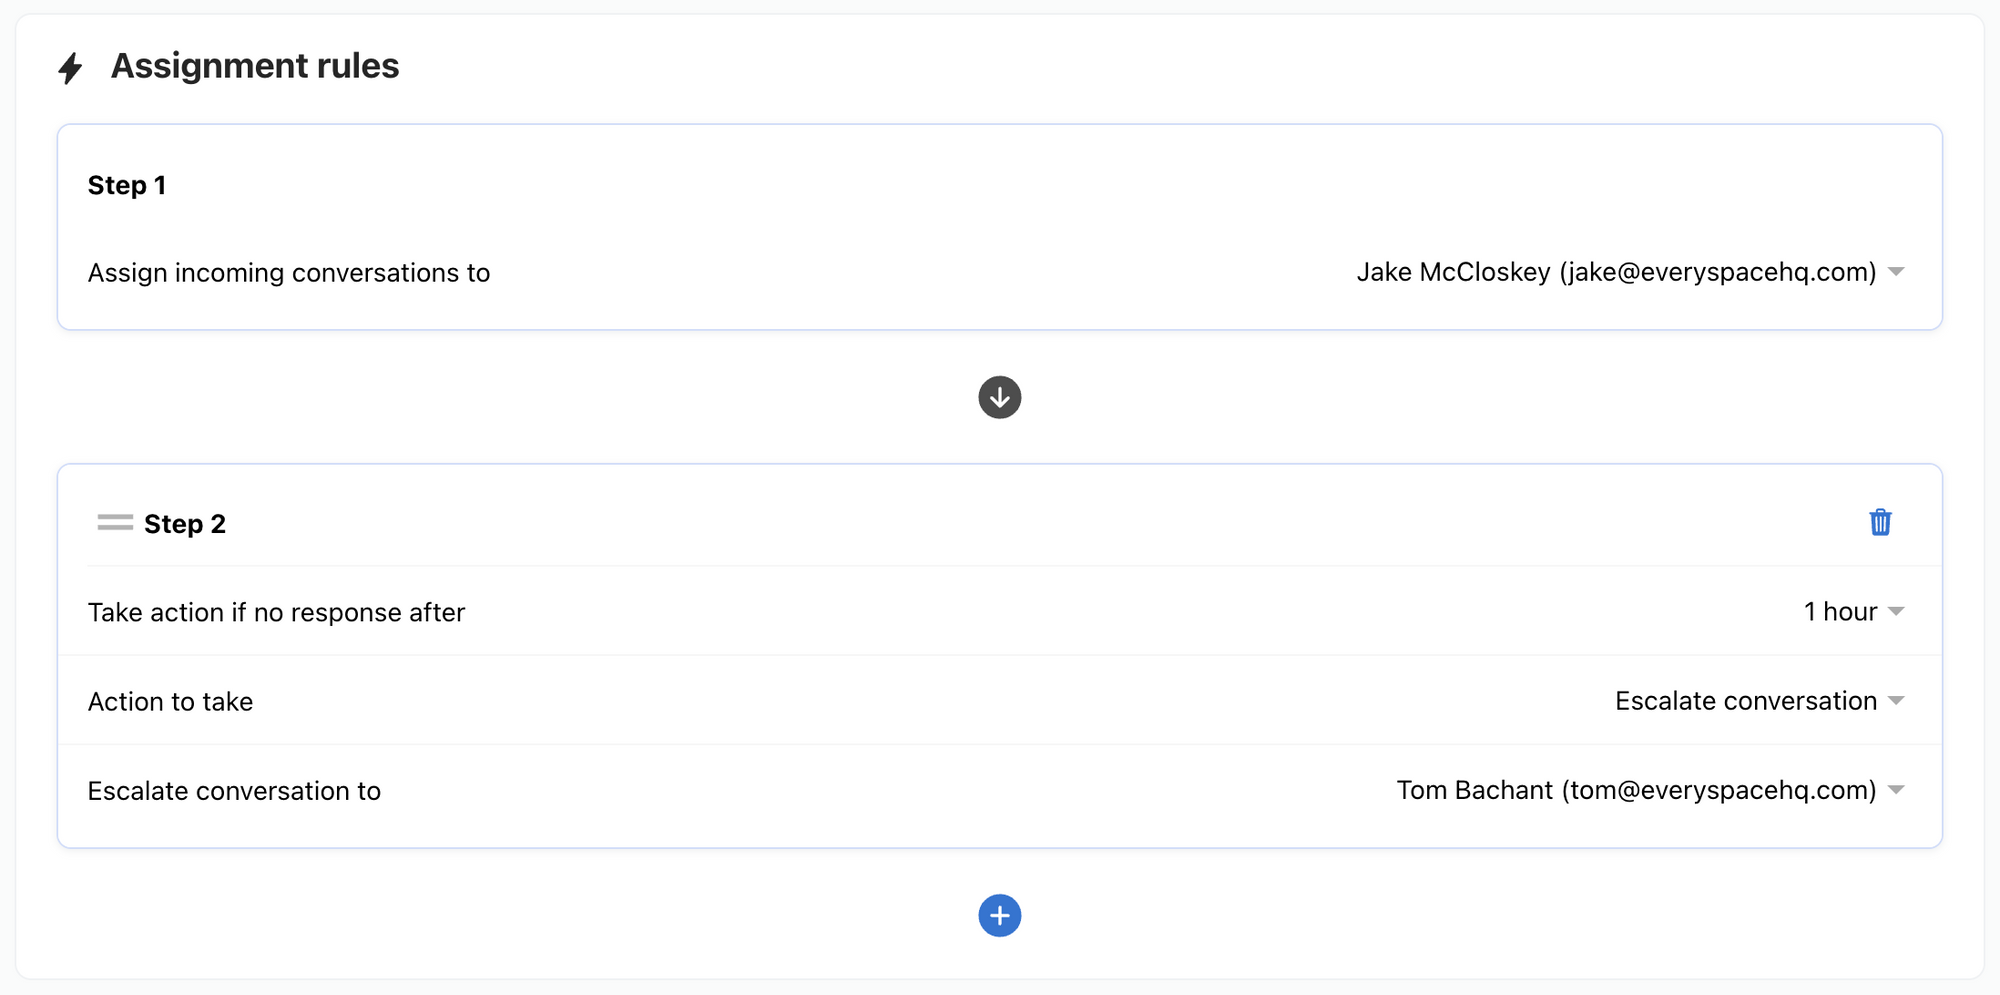 Assignment rules
Step 1
Assign incoming conversations to
Jake McCloskey (jake@everyspacehq.com)
Step 2
Take action if no response after
1 hour
Action to take
Escalate conversation
Escalate conversation to
Tom Bachant (tom@everyspacehq.com)